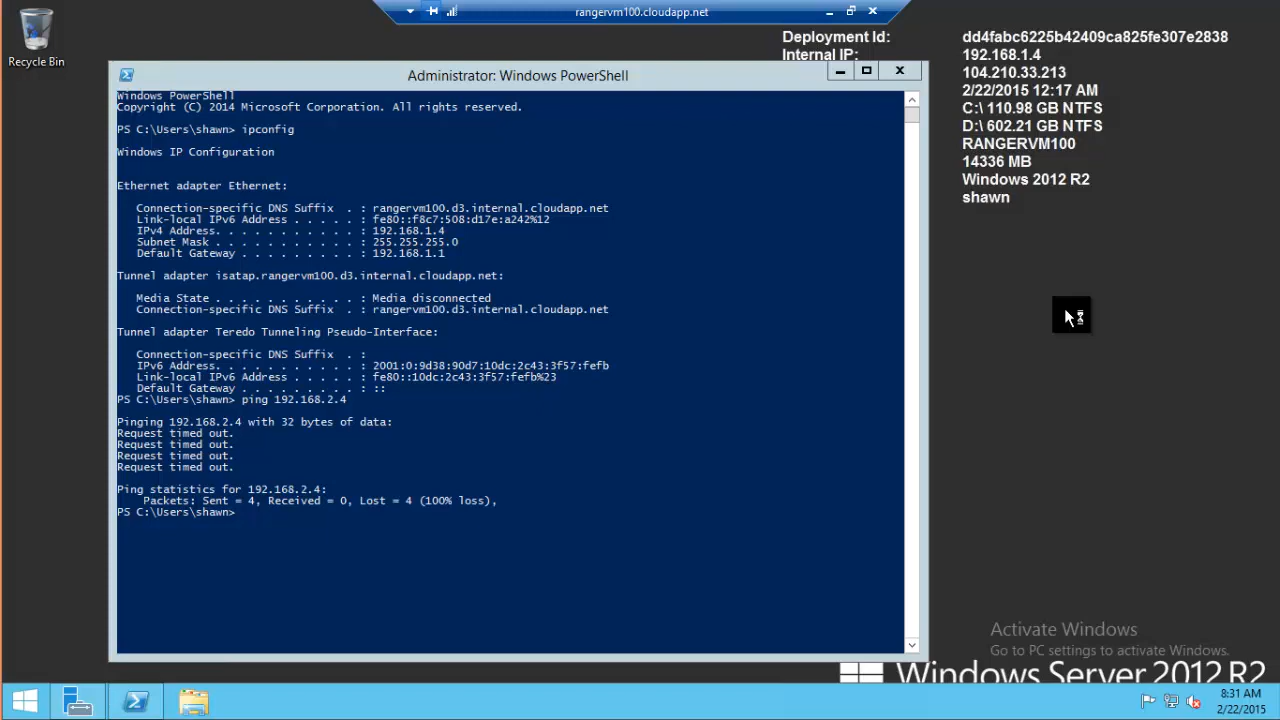 rangervm100.cloudapp.net
Recycle Bin
Deployment Id: dd4fabc6225b42409ca825fe307e2838
Internal IP: 192.168.1.4
104.210.33.213
2/22/2015 12:17 AM
C:\ 110.98 GB NTFS
D:\ 602.21 GB NTFS
RANGERVM100
14336 MB
Windows 2012 R2
shawn
Administrator: Windows PowerShell
Windows PowerShell
Copyright (C) 2014 Microsoft Corporation. All rights reserved.
PS C:\Users\shawn> ipconfig
Windows IP Configuration
Ethernet adapter Ethernet:
Connection-specific DNS Suffix . : rangervm100.d3.internal.cloudapp.net
Link-local IPv6 Address . . . . . : fe80::f8c7:508:d17e:a242%12
IPv4 Address. . . . . . . . . . . : 192.168.1.4
Subnet Mask . . . . . . . . . . . : 255.255.255.0
Default Gateway . . . . . . . . . : 192.168.1.1
Tunnel adapter isatap.rangervm100.d3.internal.cloudapp.net:
Media State . . . . . . . . . . . : Media disconnected
Connection-specific DNS Suffix . : rangervm100.d3.internal.cloudapp.net
Tunnel adapter Teredo Tunneling Pseudo-Interface:
Connection-specific DNS Suffix . :
IPv6 Address. . . . . . . . . . . : 2001:0:9d38:90d7:10dc:2c43:3f57:fefb
Link-local IPv6 Address . . . . . : fe80::10dc:2c43:3f57:fefb%23
Default Gateway . . . . . . . . . : ::
PS C:\Users\shawn> ping 192.168.2.4
Pinging 192.168.2.4 with 32 bytes of data:
Request timed out.
Request timed out.
Request timed out.
Request timed out.
Ping statistics for 192.168.2.4:
Packets: Sent = 4, Received = 0, Lost = 4 (100% loss),
PS C:\Users\shawn>
Activate Windows
Go to PC settings to activate Windows.
Windows Server 2012 R2
8:31 AM
2/22/2015